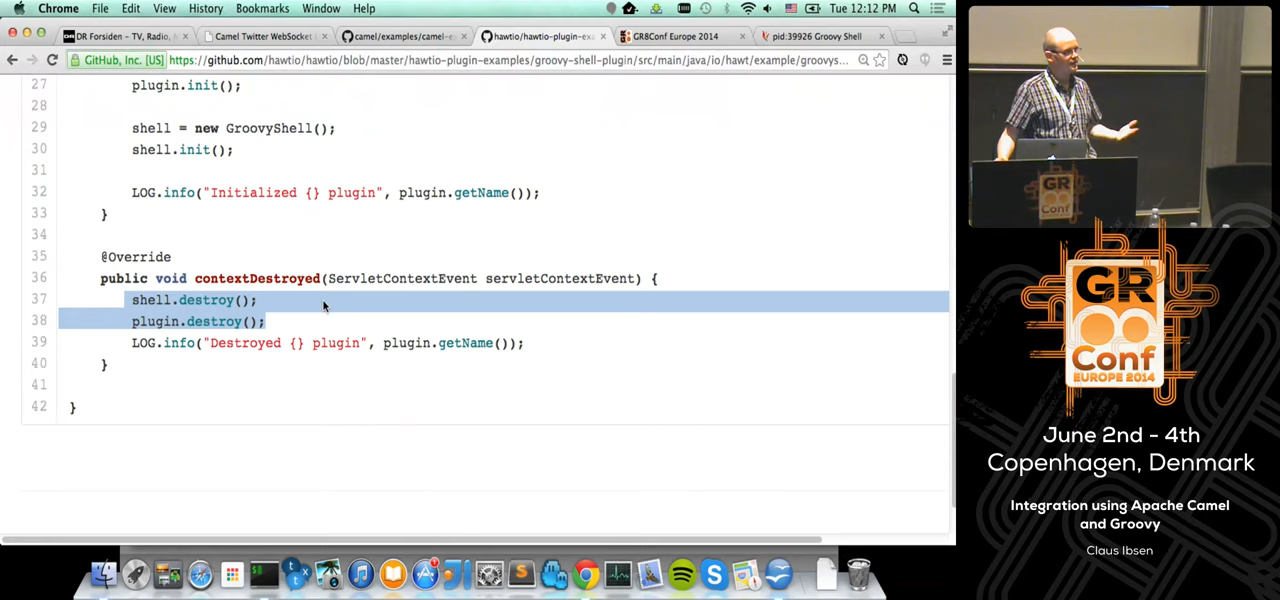 Chrome File Edit View History Bookmarks Window Help
Tue 12:12 PM
DR Forsiden – TV, Radio,
Camel Twitter WebSocket
camel/examples/camel-e
hawtio/hawtio-plugin-exa
GR8Conf Europe 2014
pid:39926 Groovy Shell
GitHub, Inc. [US] https://github.com/hawtio/hawtio/blob/master/hawtio-plugin-examples/groovy-shell-plugin/src/main/java/io/hawt/example/groovys...
27 plugin.init();
28
29 shell = new GroovyShell();
30 shell.init();
31
32 LOG.info("Initialized {} plugin", plugin.getName());
33 }
34
35 @Override
36 public void contextDestroyed(ServletContextEvent servletContextEvent) {
37 shell.destroy();
38 plugin.destroy();
39 LOG.info("Destroyed {} plugin", plugin.getName());
40 }
41
42 }
GR
Conf
GR
Conf
EUROPE 2014
June 2nd - 4th
Copenhagen, Denmark
Integration using Apache Camel
and Groovy
Claus Ibsen